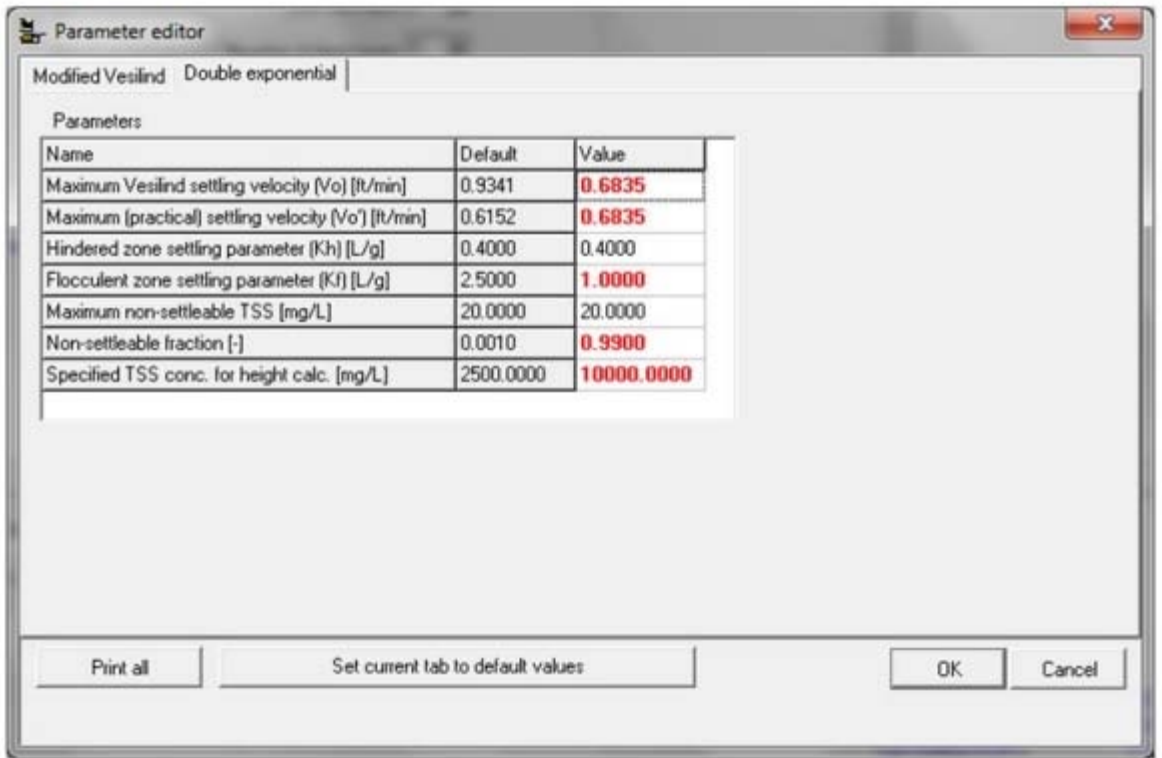 Parameter editor
Modified Vesilind Double exponential
Parameters
Name Default Value
Maximum Vesilind settling velocity (Vo) [ft/min] 0.9341 0.6835
Maximum (practical) settling velocity (Vo') [ft/min] 0.6152 0.6835
Hindered zone settling parameter (Kh) [L/g] 0.4000 0.4000
Flocculent zone settling parameter (Kf) [L/g] 2.5000 1.0000
Maximum non-settleable TSS [mg/L] 20.0000 20.0000
Non-settleable fraction [-] 0.0010 0.9900
Specified TSS conc. for height calc. [mg/L] 2500.0000 10000.0000
Print all Set current tab to default values OK Cancel